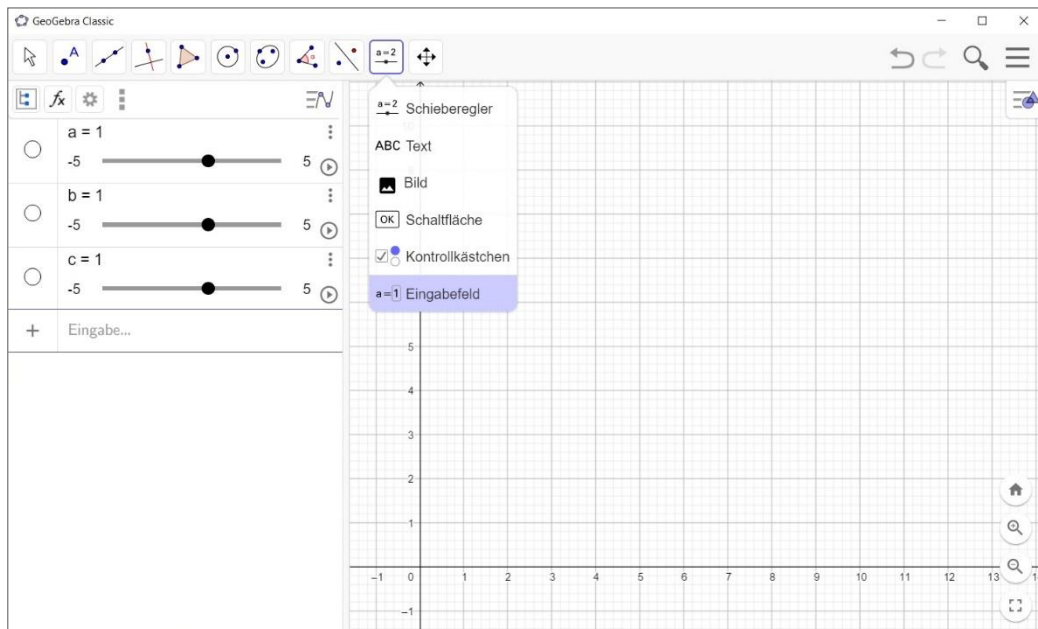 GeoGebra Classic
A
a=2
fx
a = 1
-5
5
b = 1
-5
5
c = 1
-5
5
+
Eingabe...
a=2 Schieberegler
ABC Text
Bild
OK Schaltfläche
Kontrollkästchen
a=1 Eingabefeld
5
4
3
2
1
-1 0 1 2 3 4 5 6 7 8 9 10 11 12 13
-1